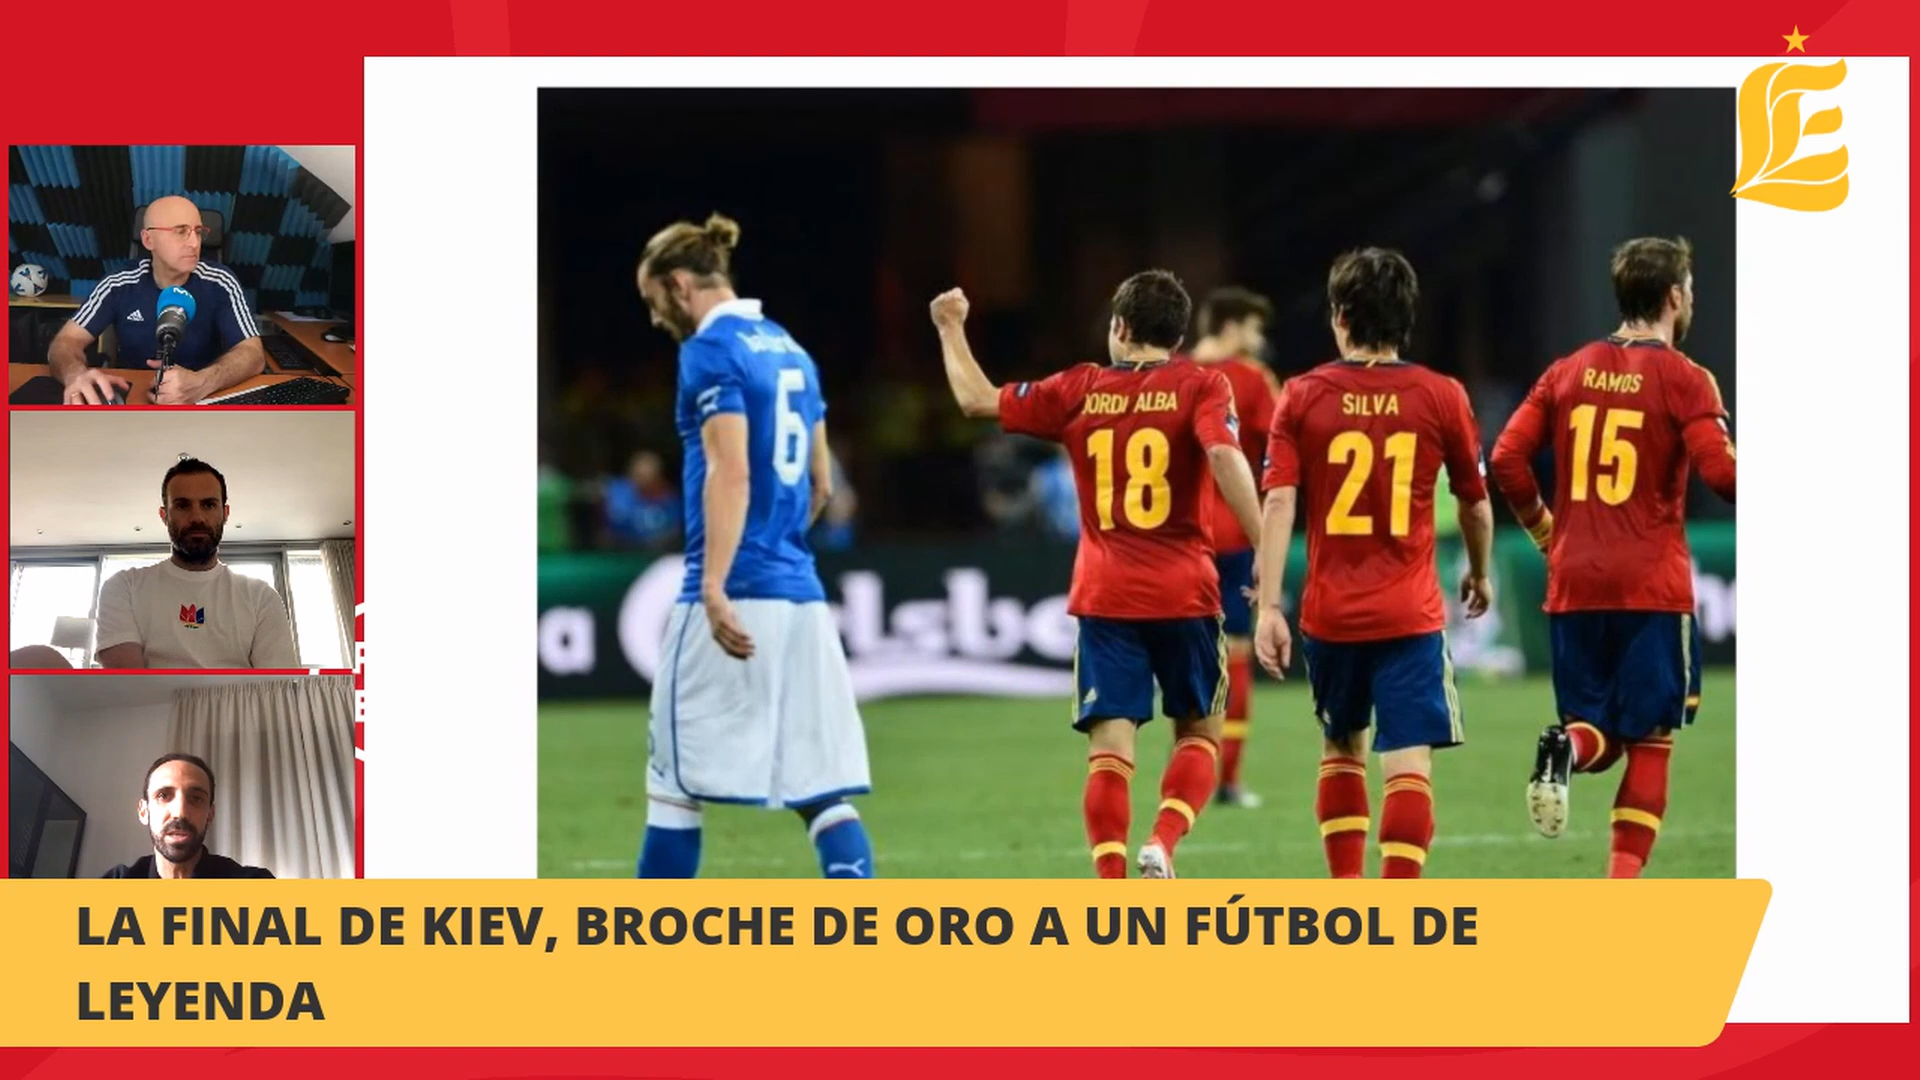 6
JORDI ALBA
18
SILVA
21
RAMOS
15
LA FINAL DE KIEV, BROCHE DE ORO A UN FÚTBOL DE
LEYENDA